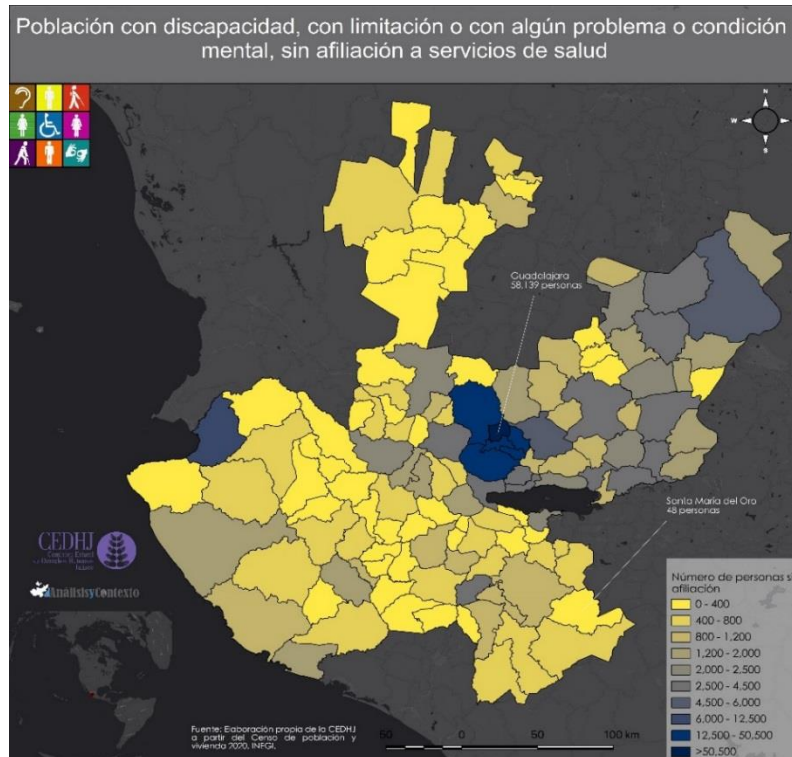 Población con discapacidad, con limitación o con algún problema o condición
mental, sin afiliación a servicios de salud
N
W
S
Guadalajara
58,139 personas
Santa María del Oro
48 personas
CEDHJ
AnálisisyContexto
Número de personas si
afiliación
0 - 400
400 - 800
800 - 1,200
1,200 - 2,000
2,000 - 2,500
2,500 - 4,500
4,500 - 6,000
6,000 - 12,500
12,500 - 50,500
>50,500
Fuente: Elaboración propia de la CEDHJ
a partir del Censo de población y
vivienda 2020, INEGI.
50 0 50 100 km